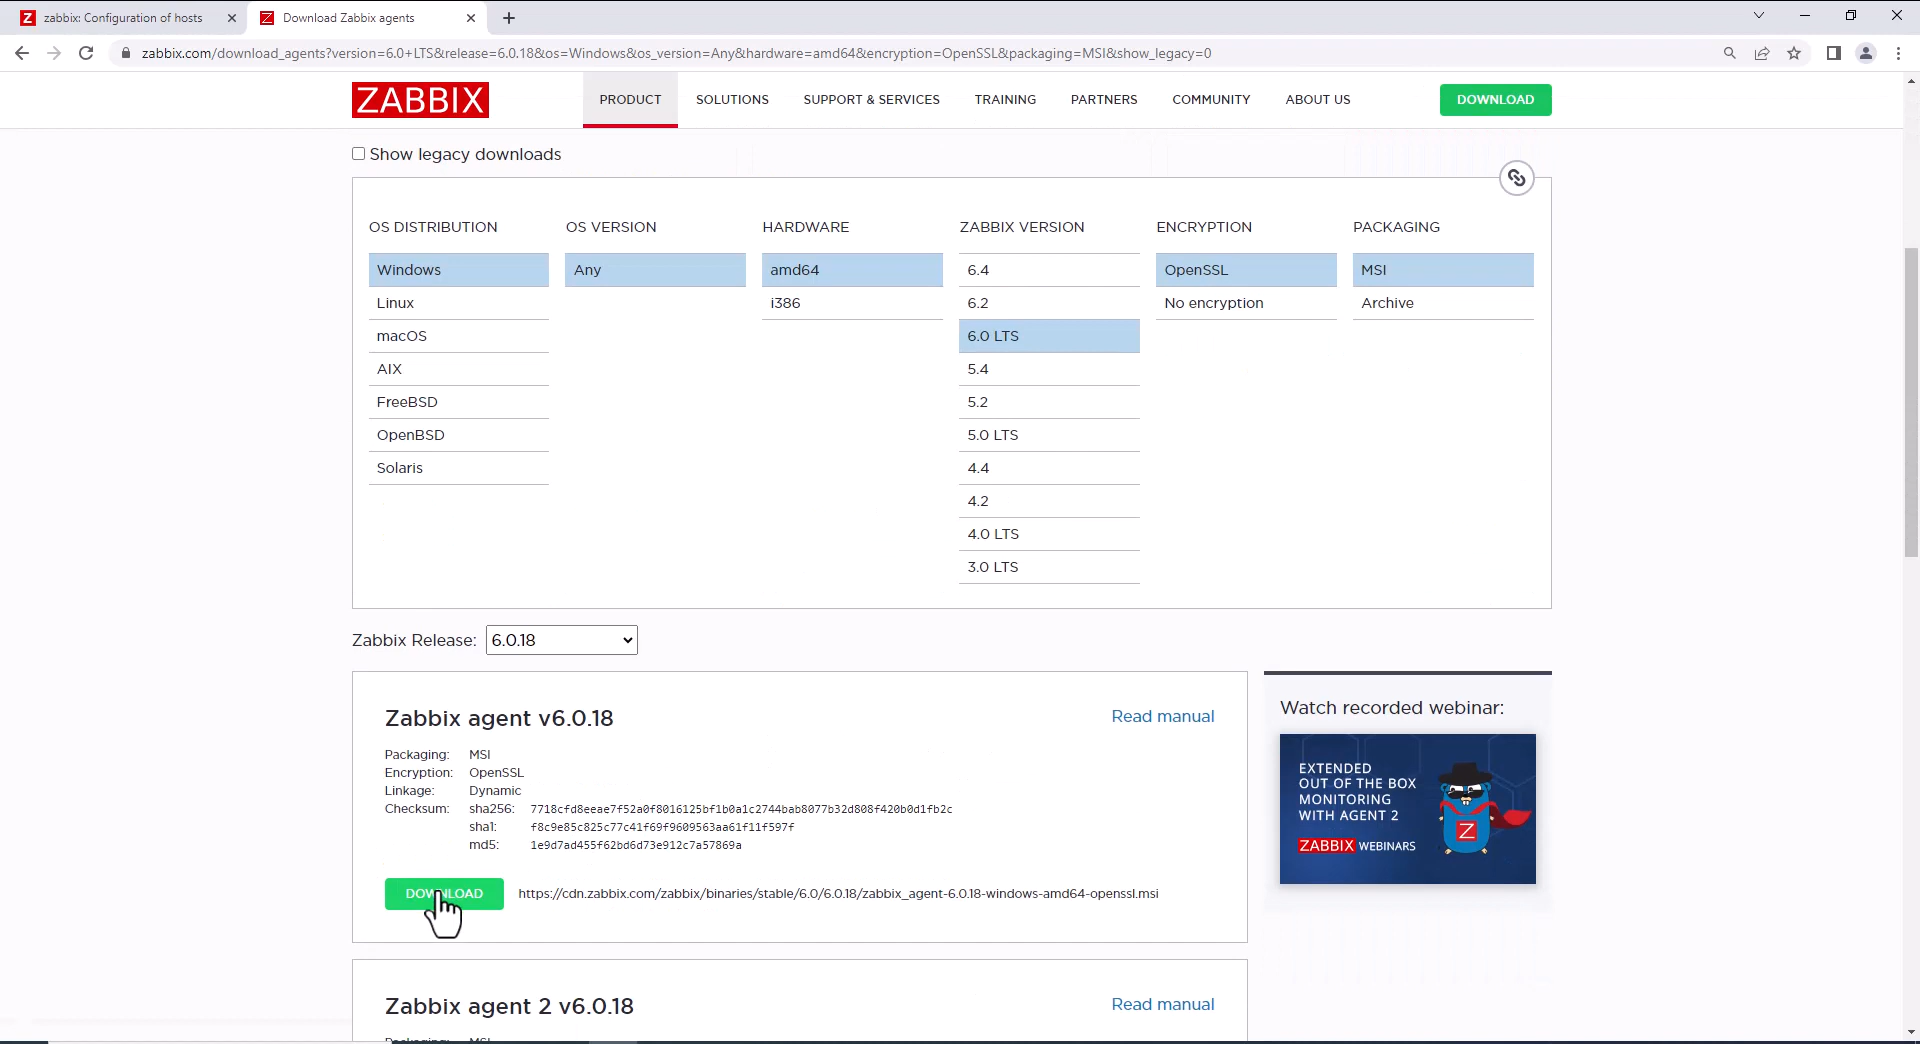 zabbix: Configuration of hosts
Download Zabbix agents
zabbix.com/download_agents?version=6.0+LTS&release=6.0.18&os=Windows&os_version=Any&hardware=amd64&encryption=OpenSSL&packaging=MSI&show_legacy=0
ZABBIX PRODUCT SOLUTIONS SUPPORT & SERVICES TRAINING PARTNERS COMMUNITY ABOUT US DOWNLOAD
Show legacy downloads
OS DISTRIBUTION OS VERSION HARDWARE ZABBIX VERSION ENCRYPTION PACKAGING
Windows Any amd64 6.4 OpenSSL MSI
Linux i386 6.2 No encryption Archive
macOS 6.0 LTS
AIX 5.4
FreeBSD 5.2
OpenBSD 5.0 LTS
Solaris 4.4
4.2
4.0 LTS
3.0 LTS
Zabbix Release: 6.0.18
Zabbix agent v6.0.18 Read manual
Packaging: MSI
Encryption: OpenSSL
Linkage: Dynamic
Checksum: sha256: 7718cfd8eeae7f52a0f8016125bf1b0a1c2744bab8077b32d808f420b0d1fb2c
sha1: f8c9e85c825c77c41f69f9609563aa61f11f597f
md5: 1e9d7ad455f62bd6d73e912c7a57869a
DOWNLOAD https://cdn.zabbix.com/zabbix/binaries/stable/6.0/6.0.18/zabbix_agent-6.0.18-windows-amd64-openssl.msi
Watch recorded webinar:
EXTENDED
OUT OF THE BOX
MONITORING
WITH AGENT 2
ZABBIX WEBINARS
Z
Zabbix agent 2 v6.0.18 Read manual
Packaging: MSI